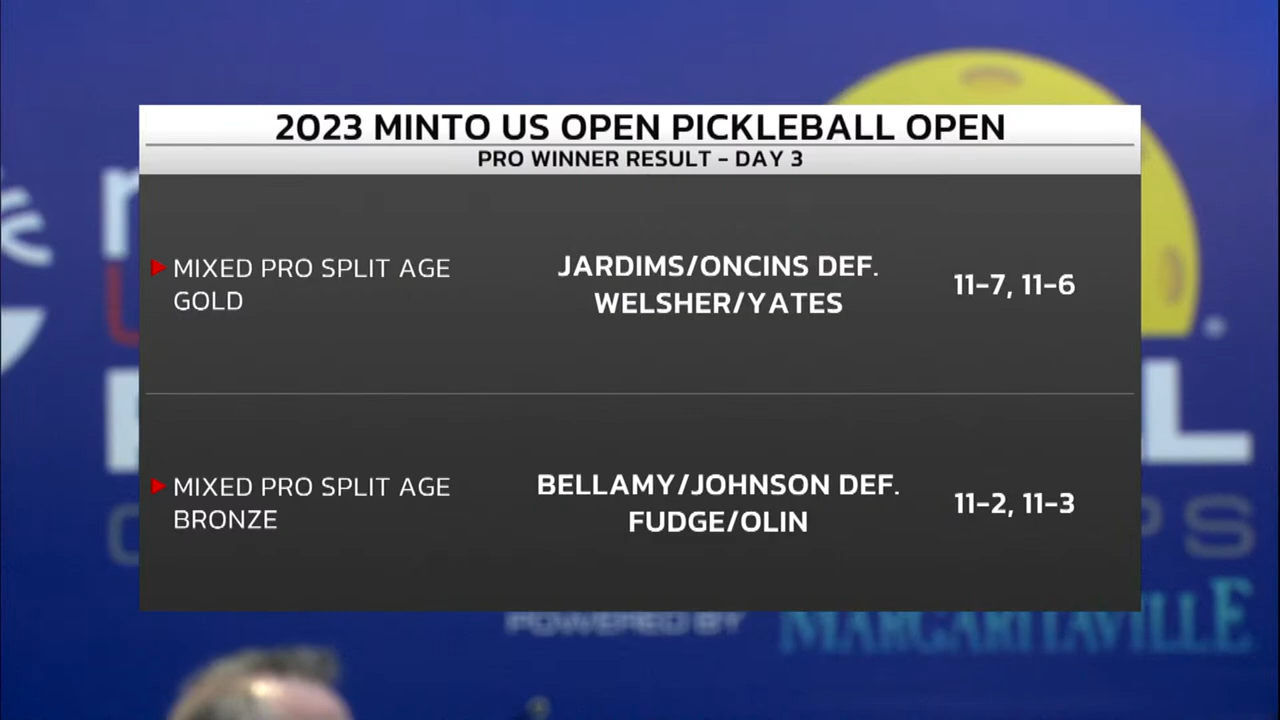 2023 MINTO US OPEN PICKLEBALL OPEN
PRO WINNER RESULT - DAY 3
MIXED PRO SPLIT AGE
GOLD
JARDIMS/ONCINS DEF.
WELSHER/YATES
11-7, 11-6
MIXED PRO SPLIT AGE
BRONZE
BELLAMY/JOHNSON DEF.
FUDGE/OLIN
11-2, 11-3
POWERED BY
MARGARITAVILLE